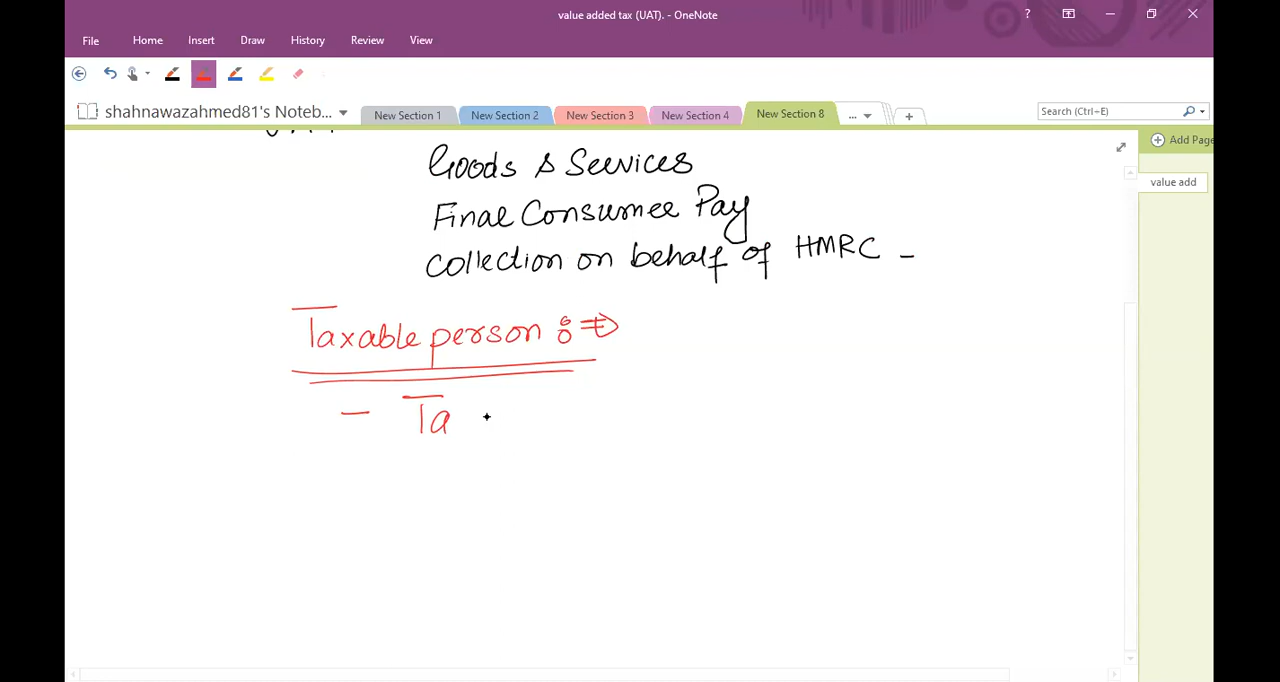 value added tax (UAT). - OneNote
File Home Insert Draw History Review View
shahnawazahmed81's Noteb... New Section 1 New Section 2 New Section 3 New Section 4 New Section 8 ... Search (Ctrl+E)
Add Page
value add
Goods & Services
Final Consumer Pay
collection on behalf of HMRC -
Taxable person :⇒
- Ta